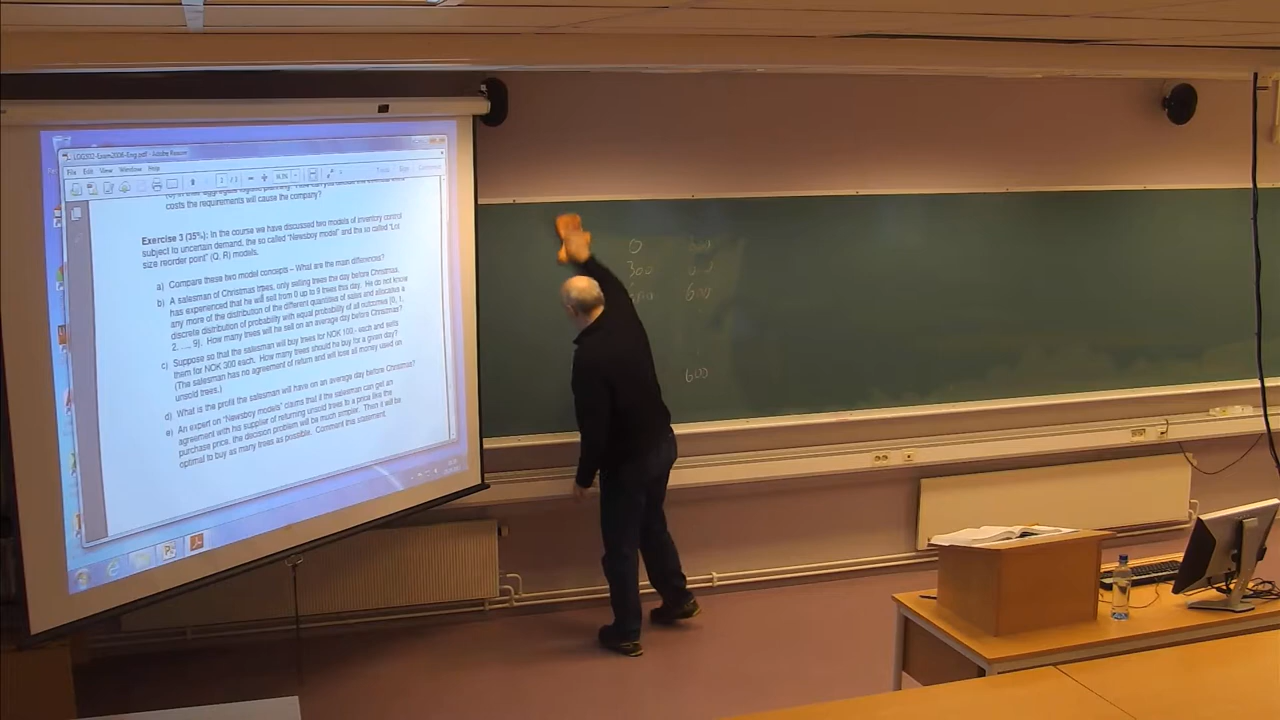 LOG502-Exam2008-Eng.pdf - Adobe Reader
File Edit View Window Help
costs the requirements will cause the company?
Exercise 3 (35%): In the course we have discussed two models of inventory control
subject to uncertain demand, the so called "Newsboy model" and the so called "Lot
size reorder point" (Q, R) models.
a) Compare these two model concepts – What are the main differences?
b) A salesman of Christmas trees, only selling trees the day before Christmas,
has experienced that he will sell from 0 up to 9 trees this day. He do not know
any more of the distribution of the different quantities of sales and allocates a
discrete distribution of probability with equal probability of all outcomes {0, 1,
2, ..., 9}. How many trees will he sell on an average day before Christmas?
c) Suppose so that the salesman will buy trees for NOK 100,- each and sells
them for NOK 300 each. How many trees should he buy for a given day?
(The salesman has no agreement of return and will lose all money used on
unsold trees.)
d) What is the profit the salesman will have on an average day before Christmas?
e) An expert on "Newsboy models" claims that if the salesman can get an
agreement with his supplier of returning unsold trees to a price like the
purchase price, the decision problem will be much simpler. Then it will be
optimal to buy as many trees as possible. Comment this statement.
0
300
600
600